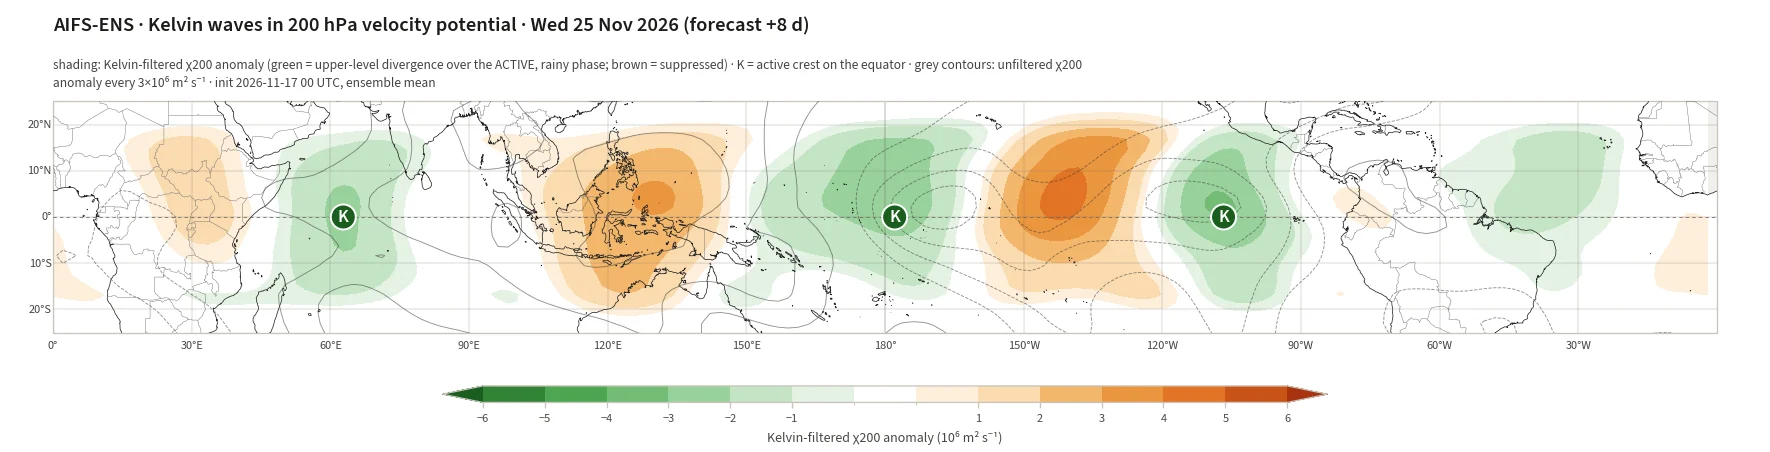 AIFS-ENS · Kelvin waves in 200 hPa velocity potential · Wed 25 Nov 2026 (forecast +8 d)
shading: Kelvin-filtered χ200 anomaly (green = upper-level divergence over the ACTIVE, rainy phase; brown = suppressed) · K = active crest on the equator · grey contours: unfiltered χ200
anomaly every 3×10⁶ m² s⁻¹ · init 2026-11-17 00 UTC, ensemble mean
20°N
10°N
0°
K K K
10°S
20°S
0° 30°E 60°E 90°E 120°E 150°E 180° 150°W 120°W 90°W 60°W 30°W
−6 −5 −4 −3 −2 −1 1 2 3 4 5 6
Kelvin-filtered χ200 anomaly (10⁶ m² s⁻¹)